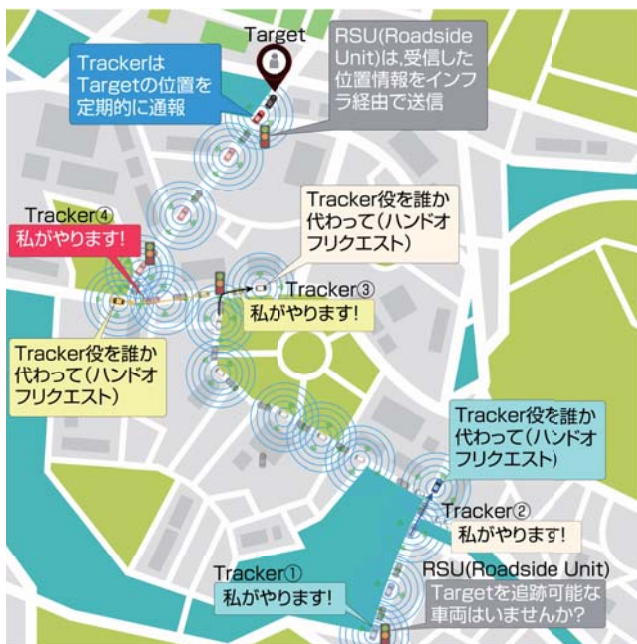 Target
Trackerは
Targetの位置を
定期的に通報
RSU(Roadside
Unit)は,受信した
位置情報をインフ
ラ経由で送信
Tracker役を誰か
代わって(ハンド
オフリクエスト)
Tracker④
私がやります!
Tracker③
私がやります!
Tracker役を誰か
代わって(ハンドオ
フリクエスト)
Tracker役を誰か
代わって(ハンドオ
フリクエスト)
Tracker②
私がやります!
Tracker①
私がやります!
RSU(Roadside Unit)
Targetを追跡可能な
車両はいませんか?